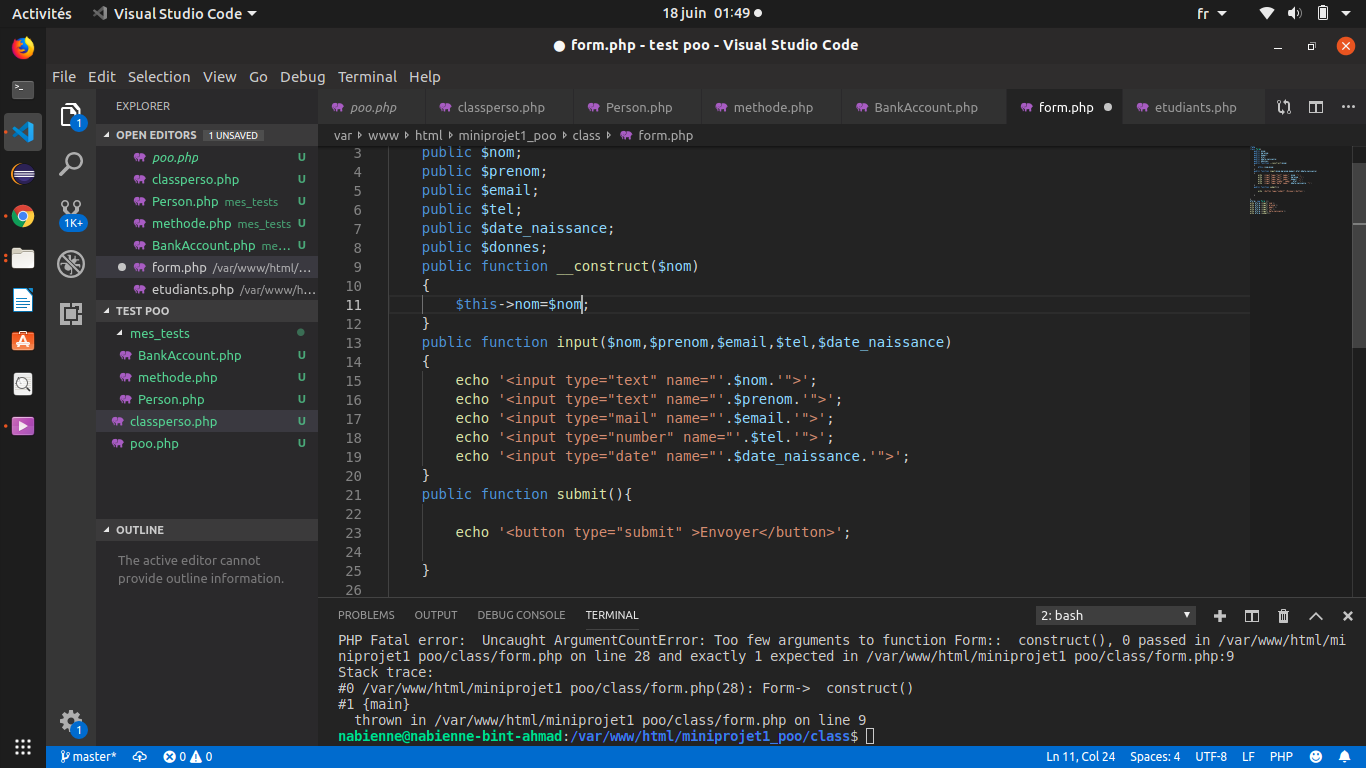 Activités Visual Studio Code 18 juin 01:49 fr
form.php - test poo - Visual Studio Code
File Edit Selection View Go Debug Terminal Help
EXPLORER
OPEN EDITORS 1 UNSAVED
poo.php U
classperso.php U
Person.php mes_tests U
methode.php mes_tests U
BankAccount.php me... U
form.php /var/www/html/...
etudiants.php /var/www/h...
TEST POO
mes_tests
BankAccount.php U
methode.php U
Person.php U
classperso.php U
poo.php U
OUTLINE
The active editor cannot
provide outline information.
1
1K+
1
poo.php classperso.php Person.php methode.php BankAccount.php form.php etudiants.php
var www html miniprojet1_poo class form.php
3 public $nom;
4 public $prenom;
5 public $email;
6 public $tel;
7 public $date_naissance;
8 public $donnes;
9 public function __construct($nom)
10 {
11 $this->nom=$nom;
12 }
13 public function input($nom,$prenom,$email,$tel,$date_naissance)
14 {
15 echo '<input type="text" name="'.$nom.'">';
16 echo '<input type="text" name="'.$prenom.'">';
17 echo '<input type="mail" name="'.$email.'">';
18 echo '<input type="number" name="'.$tel.'">';
19 echo '<input type="date" name="'.$date_naissance.'">';
20 }
21 public function submit(){
22
23 echo '<button type="submit" >Envoyer</button>';
24
25 }
26
PROBLEMS OUTPUT DEBUG CONSOLE TERMINAL 2: bash
PHP Fatal error:  Uncaught ArgumentCountError: Too few arguments to function Form::  construct(), 0 passed in /var/www/html/mi
niprojet1 poo/class/form.php on line 28 and exactly 1 expected in /var/www/html/miniprojet1 poo/class/form.php:9
Stack trace:
#0 /var/www/html/miniprojet1 poo/class/form.php(28): Form->  construct()
#1 {main}
thrown in /var/www/html/miniprojet1 poo/class/form.php on line 9
nabienne@nabienne-bint-ahmad:/var/www/html/miniprojet1_poo/class$
master* 0 0 Ln 11, Col 24 Spaces: 4 UTF-8 LF PHP